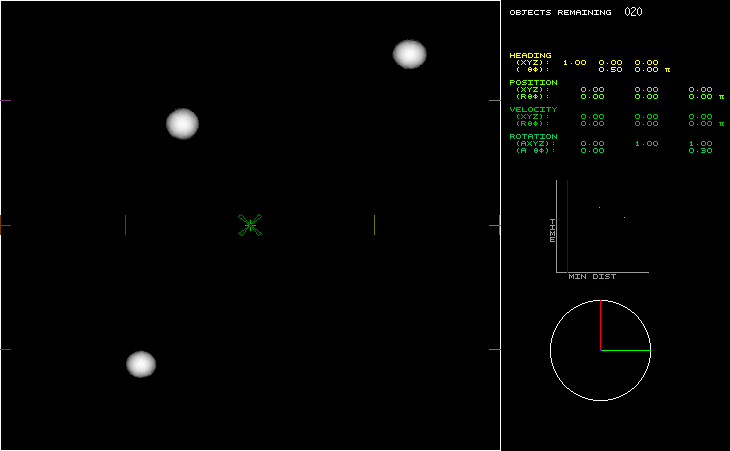 OBJECTS REMAINING 020
HEADING
(XYZ): 1.00 0.00 0.00
( θΦ): 0.50 0.00 π
POSITION
(XYZ): 0.00 0.00 0.00
(RθΦ): 0.00 0.00 0.00 π
VELOCITY
(XYZ): 0.00 0.00 0.00
(RθΦ): 0.00 0.00 0.00 π
ROTATION
(AXYZ): 0.00 1.00 1.00
(A θΦ): 0.00 0.30
TIME
MIN DIST